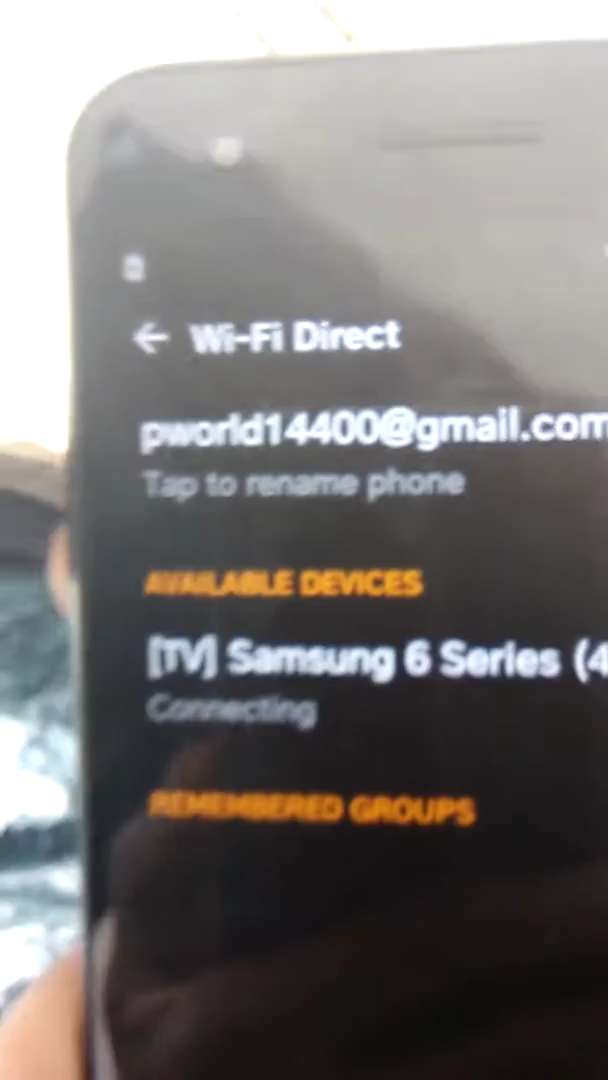 Wi-Fi Direct
pworld14400@gmail.com
Tap to rename phone
AVAILABLE DEVICES
[TV] Samsung 6 Series (4
Connecting
REMEMBERED GROUPS